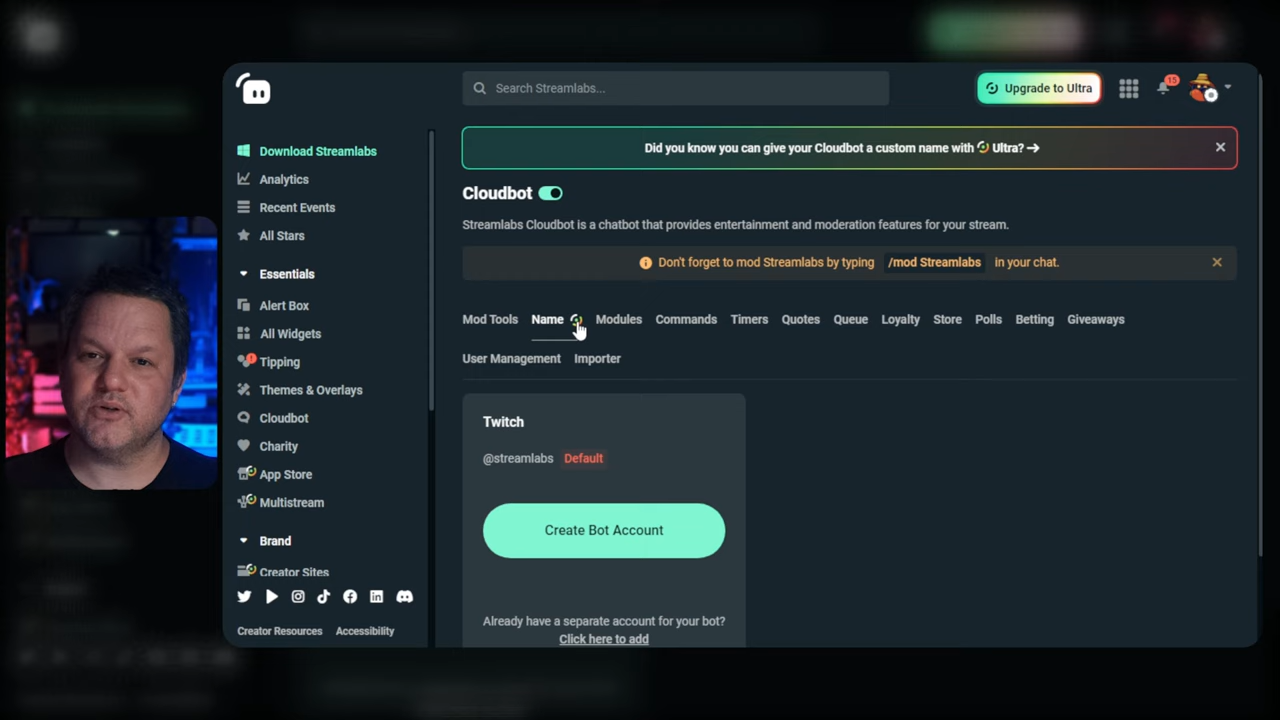 Search Streamlabs...
Upgrade to Ultra
15
Download Streamlabs
Analytics
Recent Events
All Stars
Essentials
Alert Box
All Widgets
Tipping
Themes & Overlays
Cloudbot
Charity
App Store
Multistream
Brand
Creator Sites
Creator Resources Accessibility
Did you know you can give your Cloudbot a custom name with Ultra? →
Cloudbot
Streamlabs Cloudbot is a chatbot that provides entertainment and moderation features for your stream.
Don't forget to mod Streamlabs by typing /mod Streamlabs in your chat.
Mod Tools Name Modules Commands Timers Quotes Queue Loyalty Store Polls Betting Giveaways
User Management Importer
Twitch
@streamlabs Default
Create Bot Account
Already have a separate account for your bot?
Click here to add